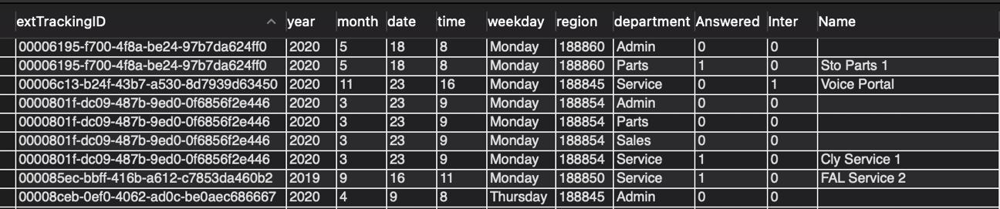 extTrackingID year month date time weekday region department Answered Inter Name
00006195-f700-4f8a-be24-97b7da624ff0 2020 5 18 8 Monday 188860 Admin 0 0
00006195-f700-4f8a-be24-97b7da624ff0 2020 5 18 8 Monday 188860 Parts 1 0 Sto Parts 1
00006c13-b24f-43b7-a530-8d7939d63450 2020 11 23 16 Monday 188845 Service 0 1 Voice Portal
0000801f-dc09-487b-9ed0-0f6856f2e446 2020 3 23 9 Monday 188854 Admin 0 0
0000801f-dc09-487b-9ed0-0f6856f2e446 2020 3 23 9 Monday 188854 Parts 0 0
0000801f-dc09-487b-9ed0-0f6856f2e446 2020 3 23 9 Monday 188854 Sales 0 0
0000801f-dc09-487b-9ed0-0f6856f2e446 2020 3 23 9 Monday 188854 Service 1 0 Cly Service 1
000085ec-bbff-416b-a612-c7853da460b2 2019 9 16 11 Monday 188850 Service 1 0 FAL Service 2
00008ceb-0ef0-4062-ad0c-be0aec686667 2020 4 9 8 Thursday 188845 Admin 0 0